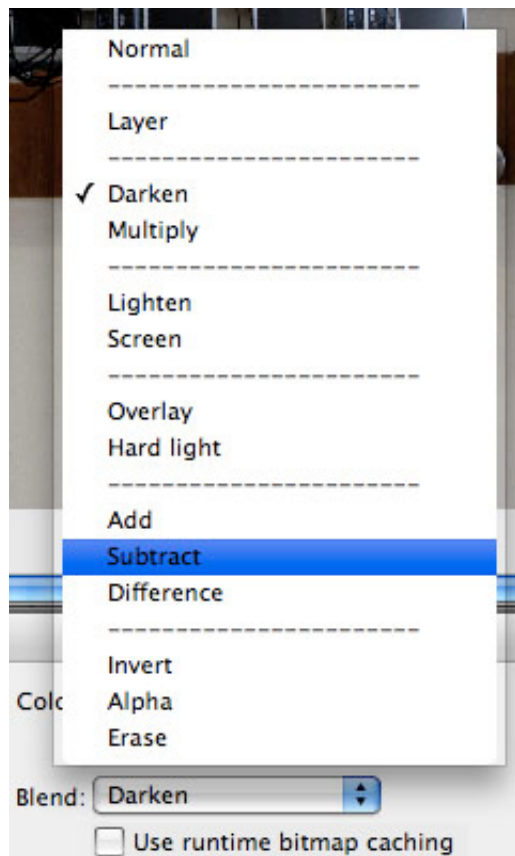 Normal
-----------------------
Layer
-----------------------
✓ Darken
Multiply
-----------------------
Lighten
Screen
-----------------------
Overlay
Hard light
-----------------------
Add
Subtract
Difference
-----------------------
Invert
Alpha
Erase
Blend: Darken
Use runtime bitmap caching